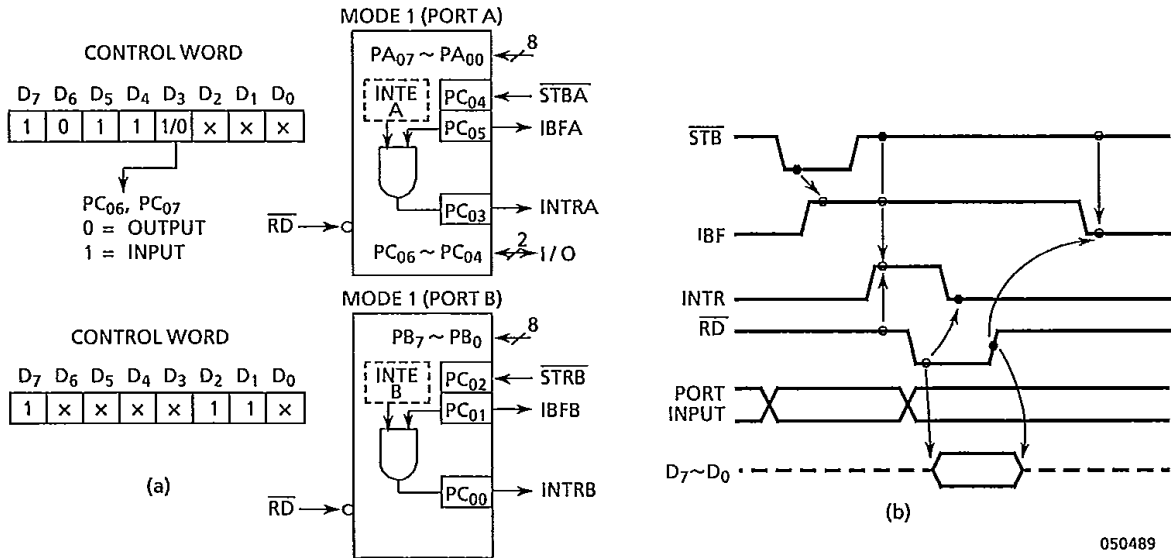 MODE 1 (PORT A)
CONTROL WORD
D7 D6 D5 D4 D3 D2 D1 D0
1 0 1 1 1/0 × × ×
PC06, PC07
0 = OUTPUT
1 = INPUT
PA07 ~ PA00
8
INTE
A
PC04
STBA
PC05
IBFA
PC03
INTRA
RD
PC06 ~ PC04
2
I/O
MODE 1 (PORT B)
CONTROL WORD
D7 D6 D5 D4 D3 D2 D1 D0
1 × × × × 1 1 ×
(a)
PB7 ~ PB0
8
INTE
B
PC02
STRB
PC01
IBFB
PC00
INTRB
RD
STB
IBF
INTR
RD
PORT
INPUT
D7~D0
(b)
050489